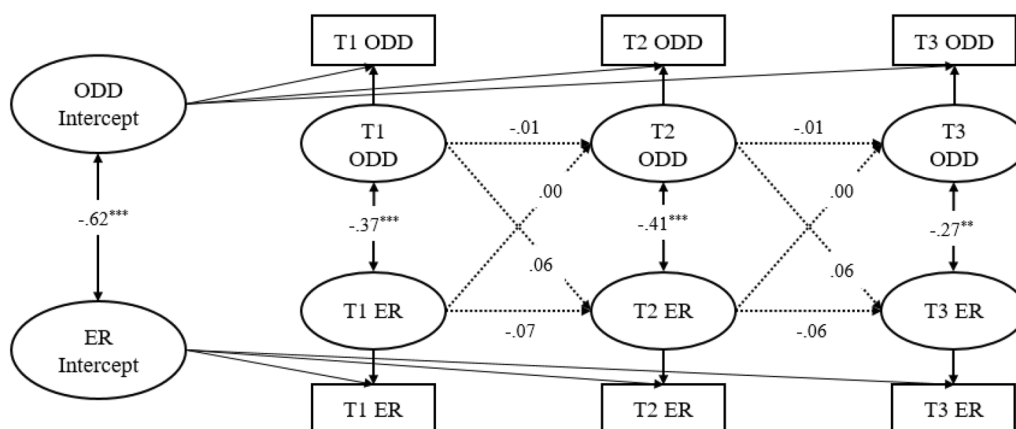 T1 ODD
T2 ODD
T3 ODD
ODD
Intercept
T1
ODD
-.01
T2
ODD
-.01
T3
ODD
.00
.00
-.62***
-.37***
-.41***
-.27**
.06
.06
ER
Intercept
T1 ER
-.07
T2 ER
-.06
T3 ER
T1 ER
T2 ER
T3 ER